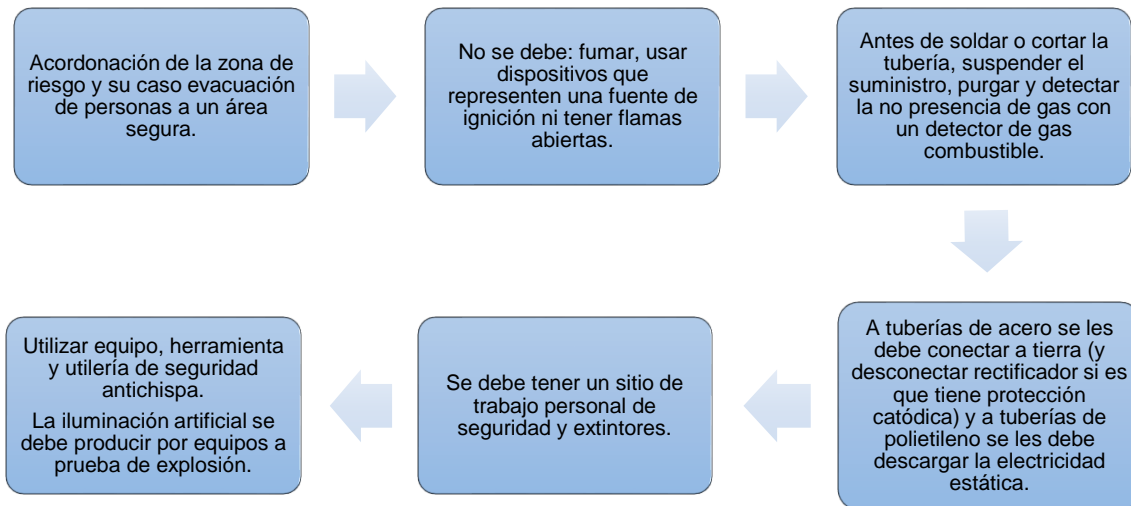 Acordonación de la zona de
riesgo y su caso evacuación
de personas a un área
segura.
No se debe: fumar, usar
dispositivos que
representen una fuente de
ignición ni tener flamas
abiertas.
Antes de soldar o cortar la
tubería, suspender el
suministro, purgar y detectar
la no presencia de gas con
un detector de gas
combustible.
A tuberías de acero se les
debe conectar a tierra (y
desconectar rectificador si es
que tiene protección
catódica) y a tuberías de
polietileno se les debe
descargar la electricidad
estática.
Se debe tener un sitio de
trabajo personal de
seguridad y extintores.
Utilizar equipo, herramienta
y utilería de seguridad
antichispa.
La iluminación artificial se
debe producir por equipos a
prueba de explosión.